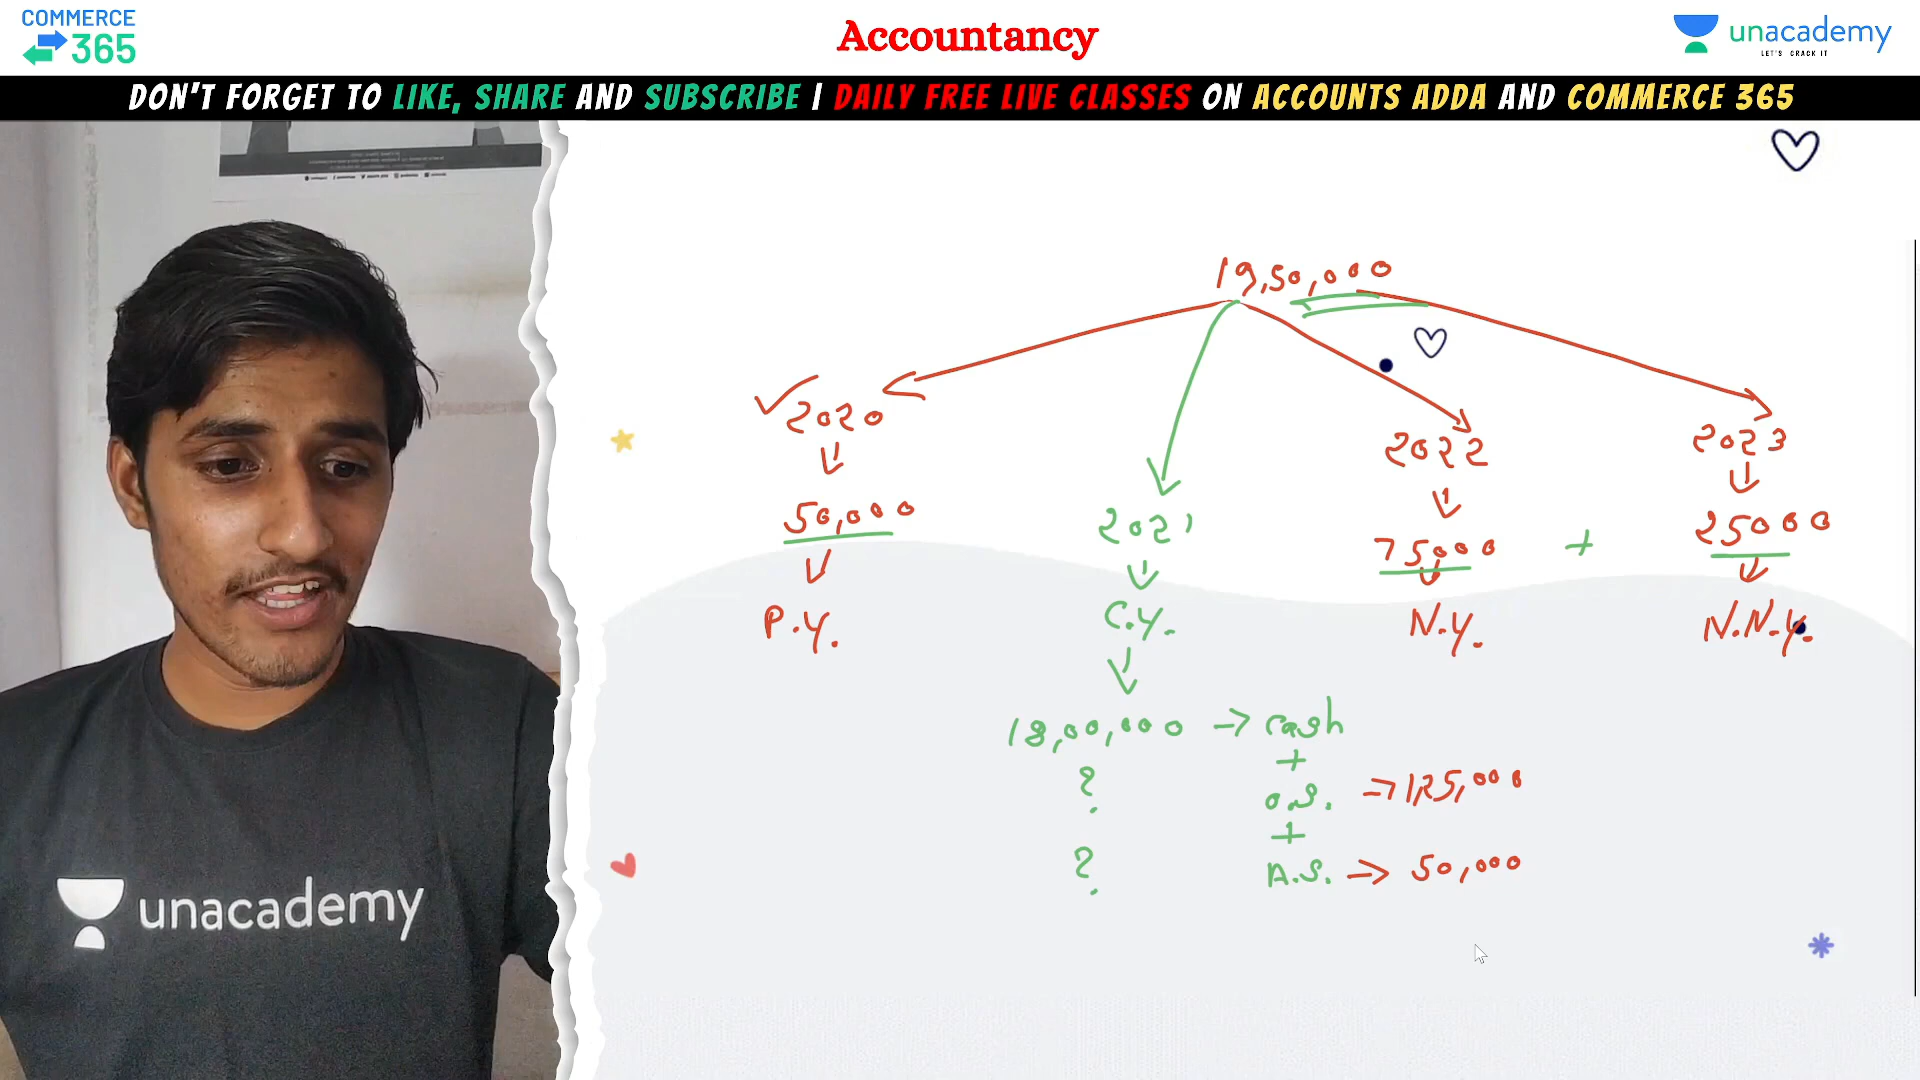 COMMERCE
365
Accountancy
unacademy
LET'S CRACK IT
DON'T FORGET TO LIKE, SHARE AND SUBSCRIBE | DAILY FREE LIVE CLASSES ON ACCOUNTS ADDA AND COMMERCE 365
19,50,000
2020
2021
2022
2023
50,000
75000
+
25000
P.Y.
C.Y.
N.Y.
N.N.Y.
18,00,000 → cash
+
? O.S. → 1,25,000
+
? A.S. → 50,000
unacademy